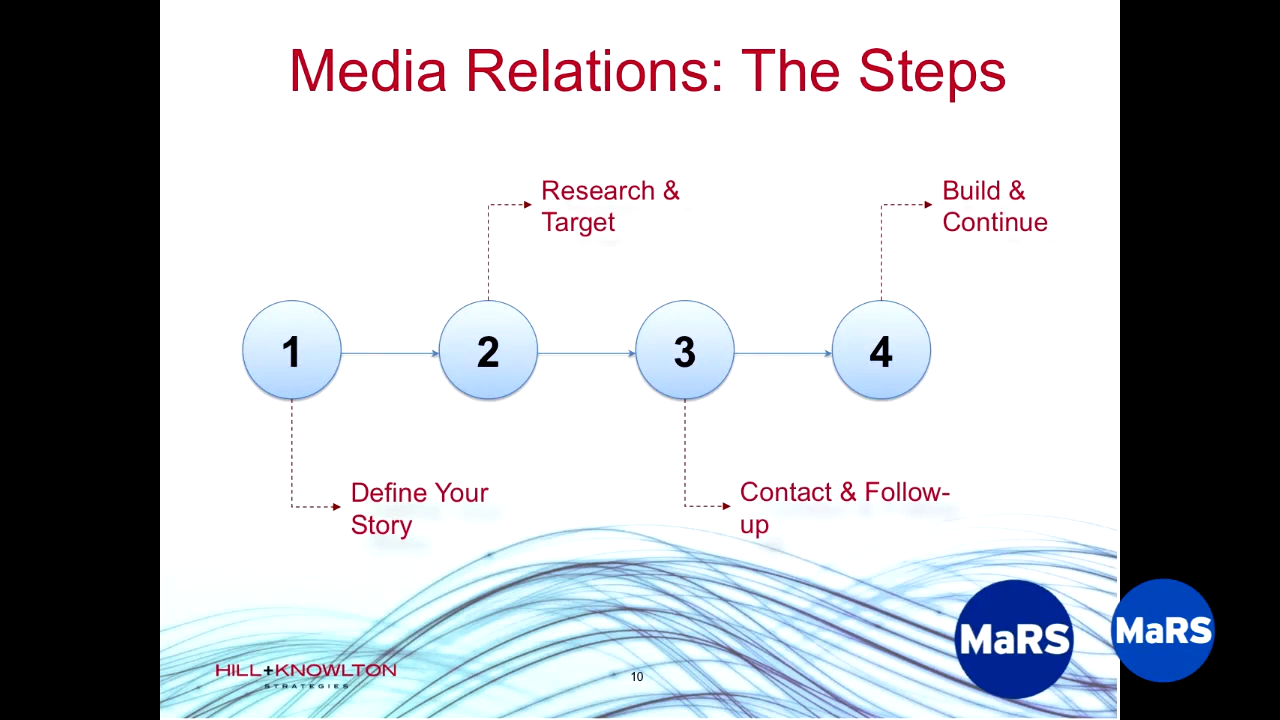 Media Relations: The Steps
Research &
Target
Build &
Continue
1
2
3
4
Define Your
Story
Contact & Follow-
up
HILL+KNOWLTON
STRATEGIES
10
MaRS
MaRS